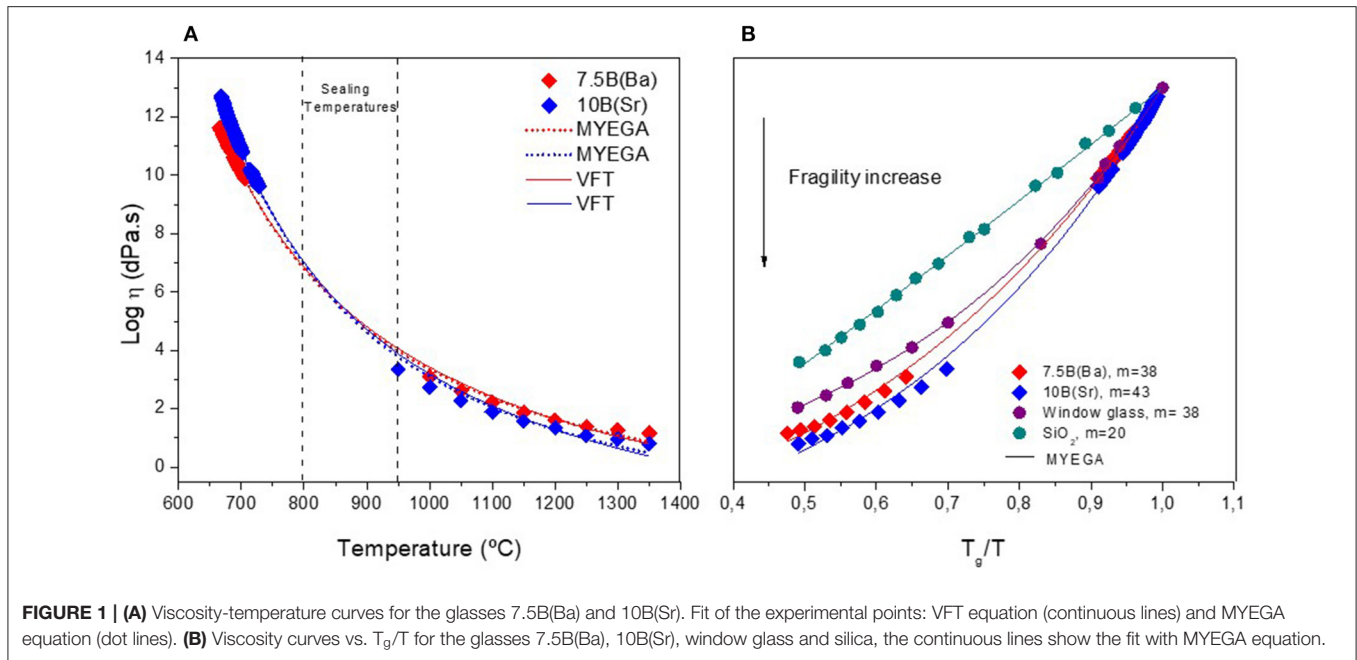 A
B
14
12
10
8
6
4
2
0
Log η (dPa.s)
Sealing
Temperatures
7.5B(Ba)
10B(Sr)
MYEGA
MYEGA
VFT
VFT
600 700 800 900 1000 1100 1200 1300 1400
Temperature (ºC)
Fragility increase
7.5B(Ba), m=38
10B(Sr), m=43
Window glass, m= 38
SiO₂, m=20
MYEGA
0,4 0,5 0,6 0,7 0,8 0,9 1,0 1,1
Tg/T
FIGURE 1 | (A) Viscosity-temperature curves for the glasses 7.5B(Ba) and 10B(Sr). Fit of the experimental points: VFT equation (continuous lines) and MYEGA
equation (dot lines). (B) Viscosity curves vs. Tg/T for the glasses 7.5B(Ba), 10B(Sr), window glass and silica, the continuous lines show the fit with MYEGA equation.